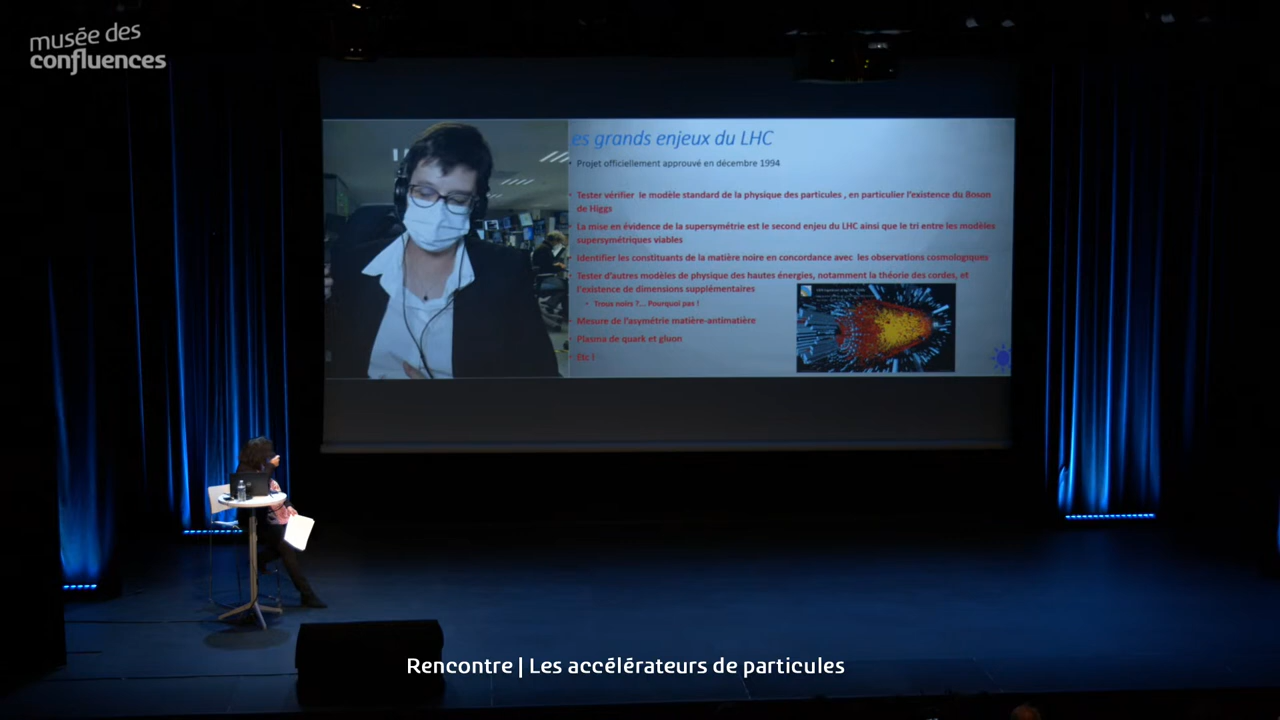 musée des
confluences
es grands enjeux du LHC
• Projet officiellement approuvé en décembre 1994
• Tester vérifier le modèle standard de la physique des particules , en particulier l'existence du Boson
de Higgs
• La mise en évidence de la supersymétrie est le second enjeu du LHC ainsi que le tri entre les modèles
supersymétriques viables
• Identifier les constituants de la matière noire en concordance avec les observations cosmologiques
• Tester d'autres modèles de physique des hautes énergies, notamment la théorie des cordes, et
l'existence de dimensions supplémentaires
• Trous noirs ?... Pourquoi pas !
• Mesure de l'asymétrie matière-antimatière
• Plasma de quark et gluon
• Etc !
Rencontre | Les accélérateurs de particules